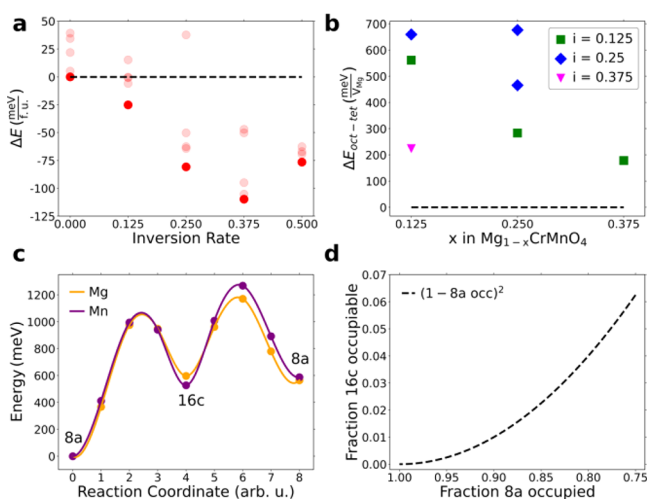 a
50
25
0
-25
-50
-75
-100
-125
ΔE (meV/f. u.)
0.000 0.125 0.250 0.375 0.500
Inversion Rate
b
700
600
500
400
300
200
100
0
ΔE_{oct−tet} (meV/V_{Mg})
i = 0.125
i = 0.25
i = 0.375
0.125 0.250 0.375
x in Mg_{1−x}CrMnO_4
c
1200
1000
800
600
400
200
0
Energy (meV)
Mg
Mn
8a
16c
8a
0 1 2 3 4 5 6 7 8
Reaction Coordinate (arb. u.)
d
0.07
0.06
0.05
0.04
0.03
0.02
0.01
0.00
Fraction 16c occupiable
(1 − 8a occ)^2
1.00 0.95 0.90 0.85 0.80 0.75
Fraction 8a occupied